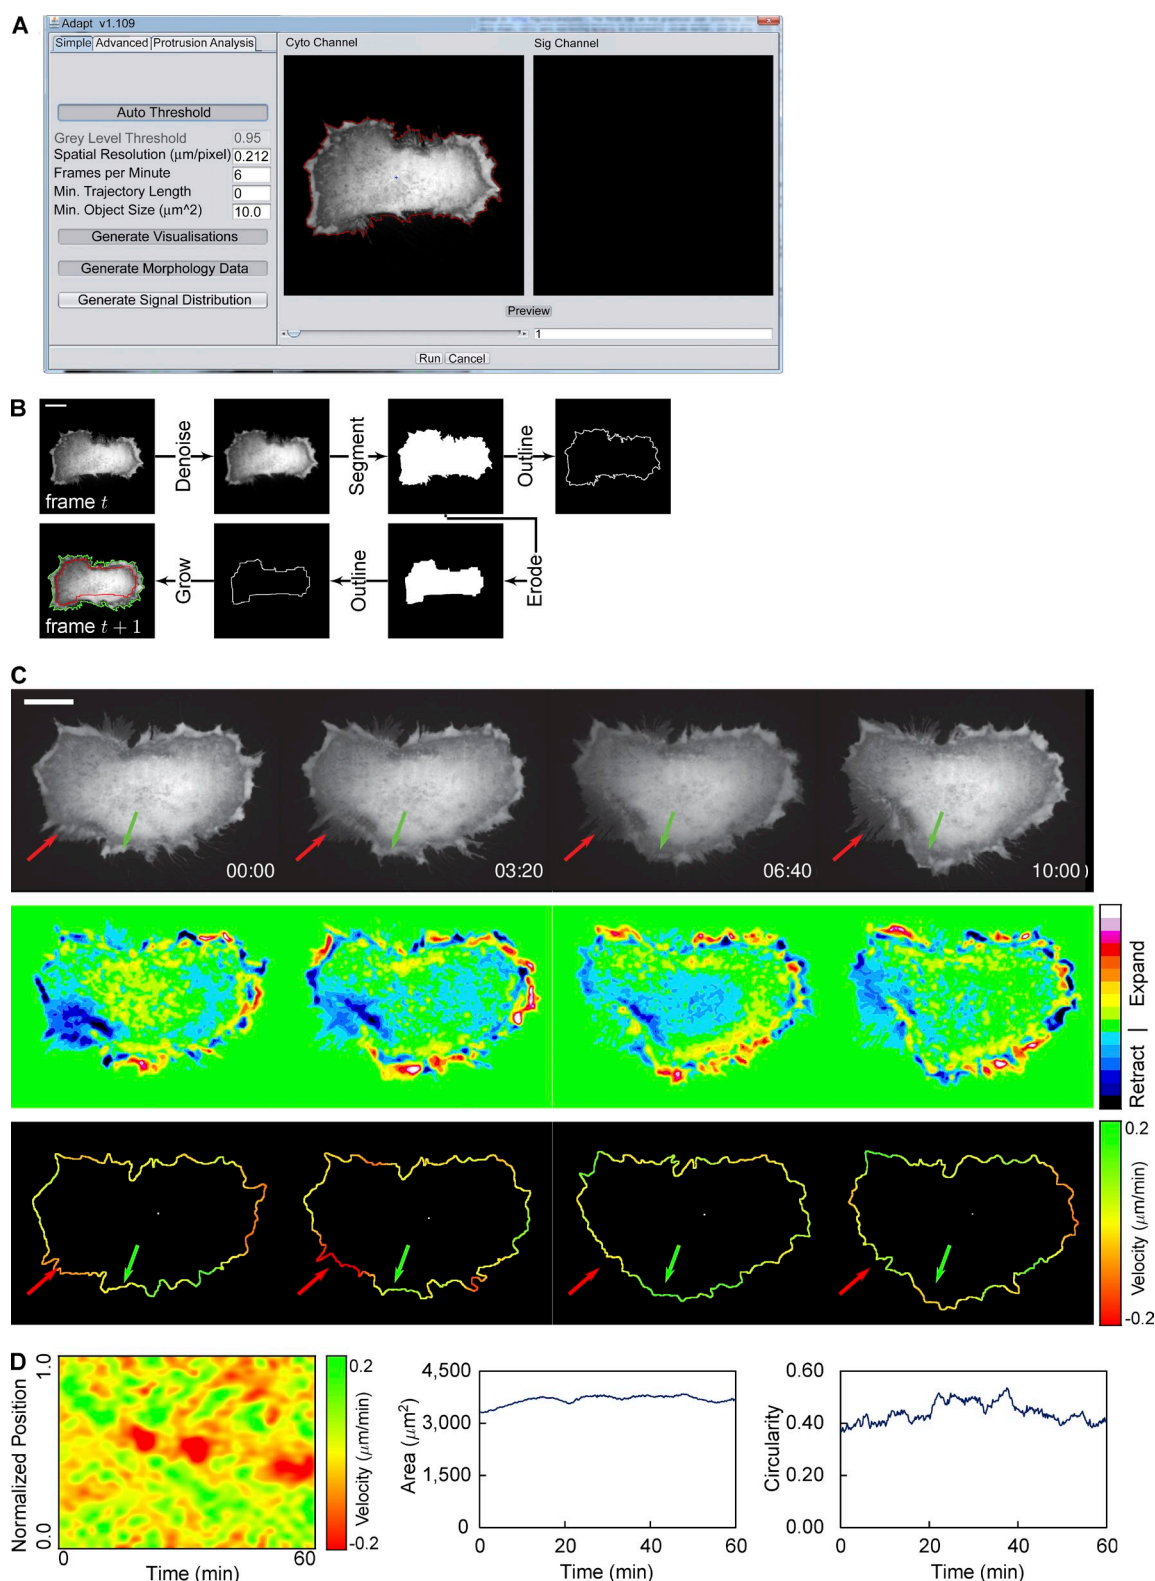 A
Adapt v1.109
Simple Advanced Protrusion Analysis
Cyto Channel
Sig Channel
Auto Threshold
Grey Level Threshold 0.95
Spatial Resolution (μm/pixel) 0.212
Frames per Minute 6
Min. Trajectory Length 0
Min. Object Size (μm^2) 10.0
Generate Visualisations
Generate Morphology Data
Generate Signal Distribution
Preview
1
Run Cancel
B
frame t
Denoise
Segment
Outline
Erode
Outline
Grow
frame t + 1
C
00:00
03:20
06:40
10:00
Retract | Expand
0.2
Velocity (μm/min)
-0.2
D
Normalized Position
1.0
0.0
0
60
Time (min)
0.2
Velocity (μm/min)
-0.2
Area (μm²)
4,500
3,000
1,500
0
0 20 40 60
Time (min)
Circularity
0.60
0.40
0.20
0.00
0 20 40 60
Time (min)